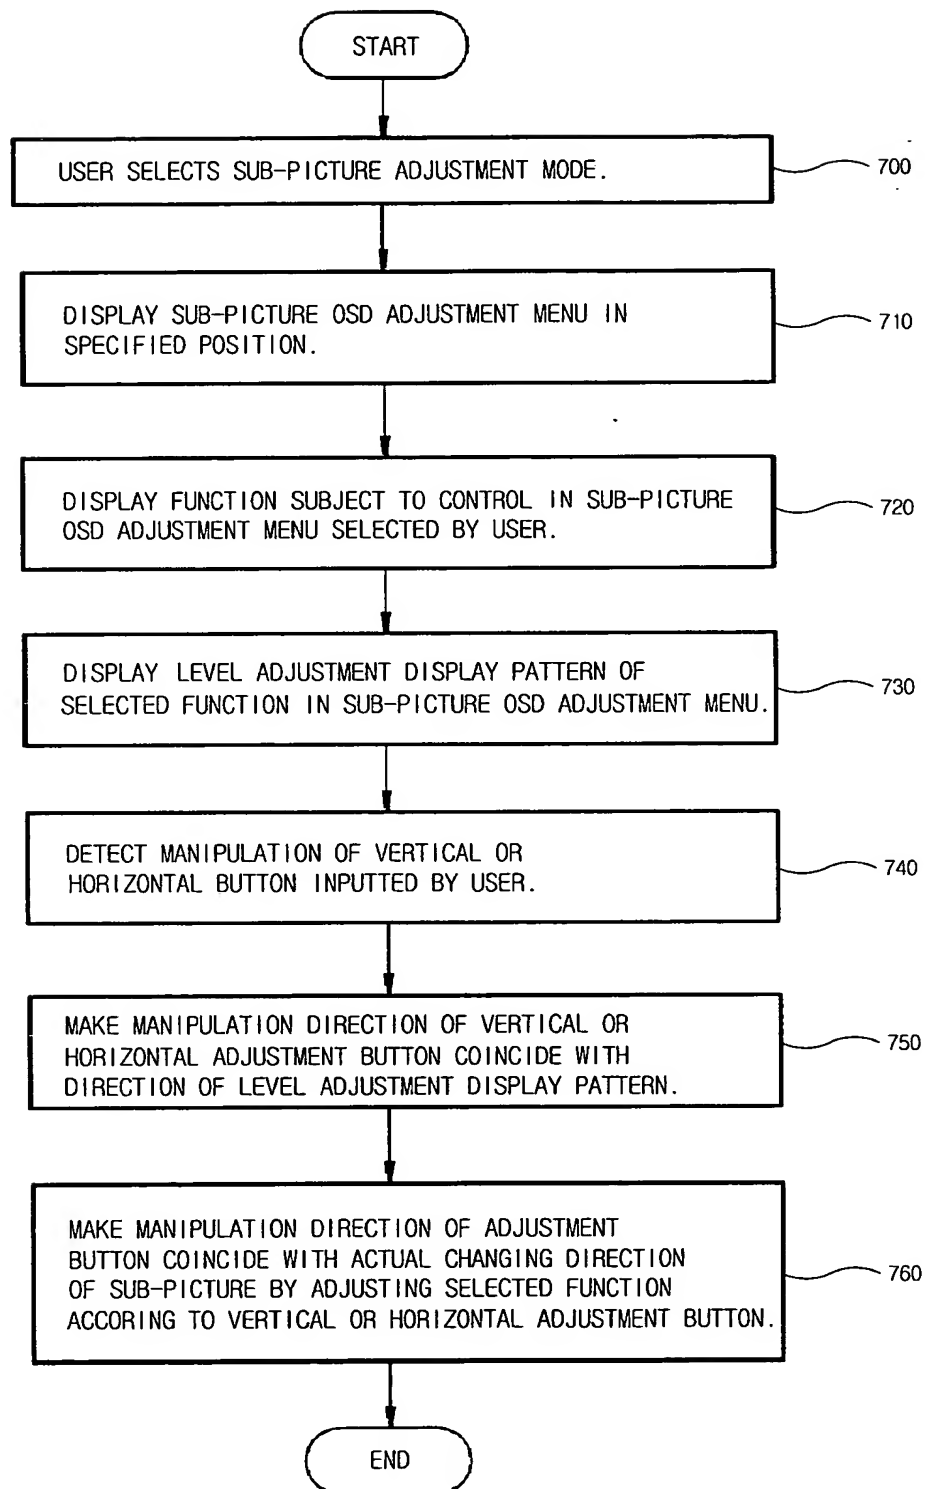 START
USER SELECTS SUB-PICTURE ADJUSTMENT MODE.
700
DISPLAY SUB-PICTURE OSD ADJUSTMENT MENU IN
SPECIFIED POSITION.
710
DISPLAY FUNCTION SUBJECT TO CONTROL IN SUB-PICTURE
OSD ADJUSTMENT MENU SELECTED BY USER.
720
DISPLAY LEVEL ADJUSTMENT DISPLAY PATTERN OF
SELECTED FUNCTION IN SUB-PICTURE OSD ADJUSTMENT MENU.
730
DETECT MANIPULATION OF VERTICAL OR
HORIZONTAL BUTTON INPUTTED BY USER.
740
MAKE MANIPULATION DIRECTION OF VERTICAL OR
HORIZONTAL ADJUSTMENT BUTTON COINCIDE WITH
DIRECTION OF LEVEL ADJUSTMENT DISPLAY PATTERN.
750
MAKE MANIPULATION DIRECTION OF ADJUSTMENT
BUTTON COINCIDE WITH ACTUAL CHANGING DIRECTION
OF SUB-PICTURE BY ADJUSTING SELECTED FUNCTION
ACCORING TO VERTICAL OR HORIZONTAL ADJUSTMENT BUTTON.
760
END